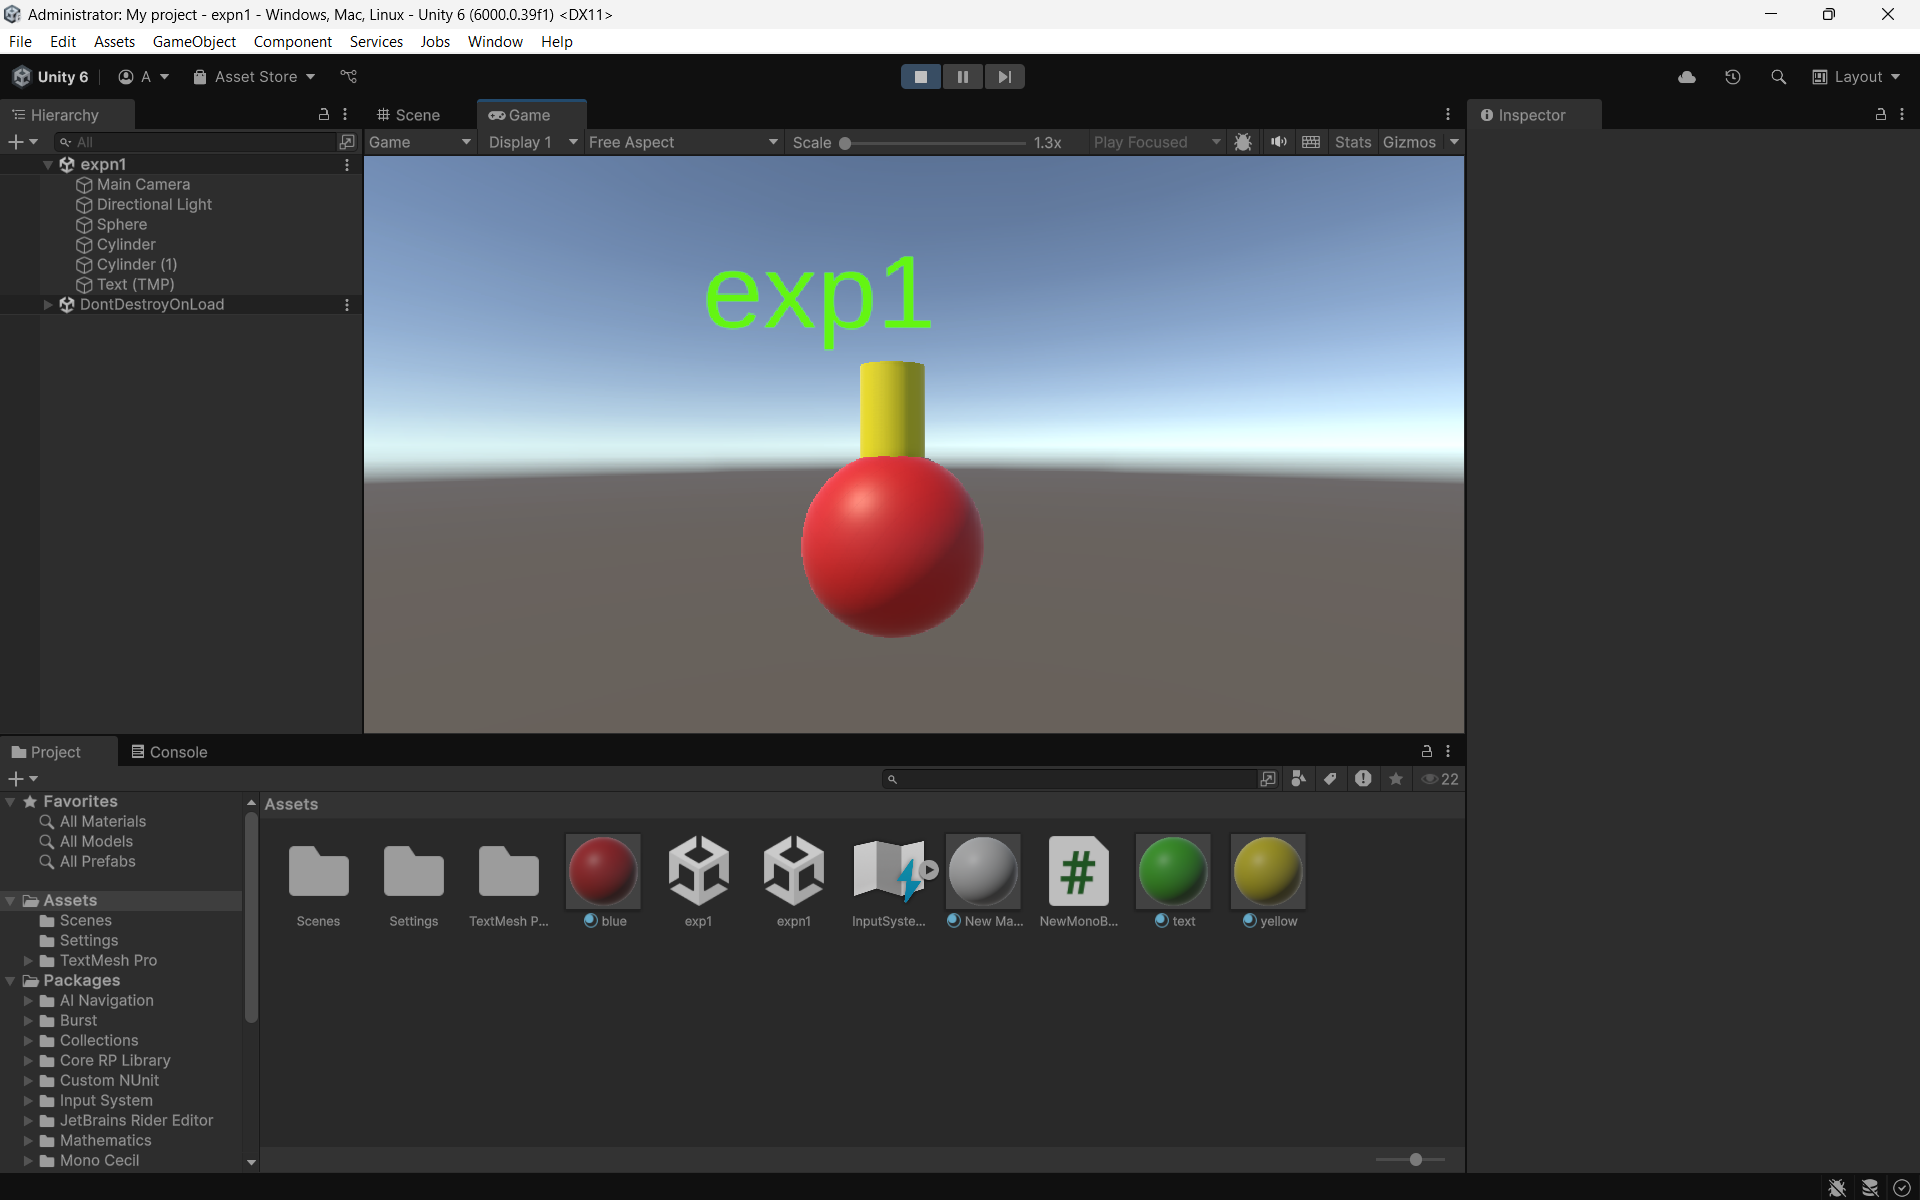 Administrator: My project - expn1 - Windows, Mac, Linux - Unity 6 (6000.0.39f1) <DX11>
File Edit Assets GameObject Component Services Jobs Window Help
Unity 6 A Asset Store Layout
Hierarchy Scene Game Inspector
All Game Display 1 Free Aspect Scale 1.3x Play Focused Stats Gizmos
expn1
Main Camera
Directional Light
Sphere
Cylinder
Cylinder (1)
Text (TMP)
DontDestroyOnLoad
exp1
Project Console
22
Favorites
All Materials
All Models
All Prefabs
Assets
Scenes
Settings
TextMesh Pro
Packages
AI Navigation
Burst
Collections
Core RP Library
Custom NUnit
Input System
JetBrains Rider Editor
Mathematics
Mono Cecil
Assets
#
Scenes Settings TextMesh P... blue exp1 expn1 InputSyste... New Ma... NewMonoB... text yellow